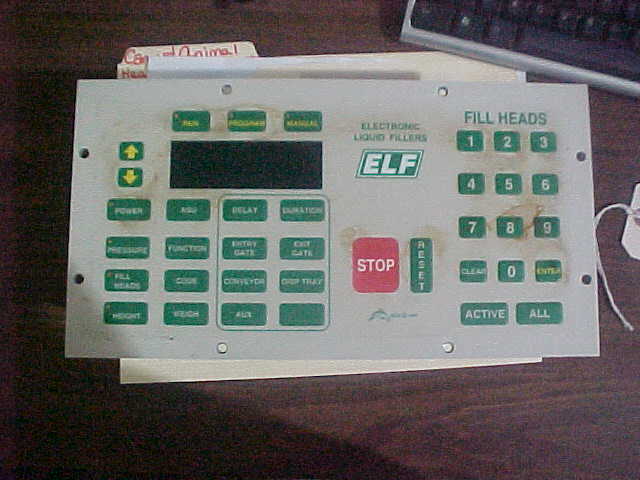 RUN PROGRAM MANUAL
ELECTRONIC
LIQUID FILLERS
ELF
FILL HEADS
1 2 3
4 5 6
7 8 9
CLEAR 0 ENTER
ACTIVE ALL
POWER DELAY DURATION
PRESSURE FUNCTION ENTRY GATE EXIT GATE
FILL HEADS CODE CONVEYOR DRIP TRAY
HEIGHT WEIGH AUX
STOP
RESET